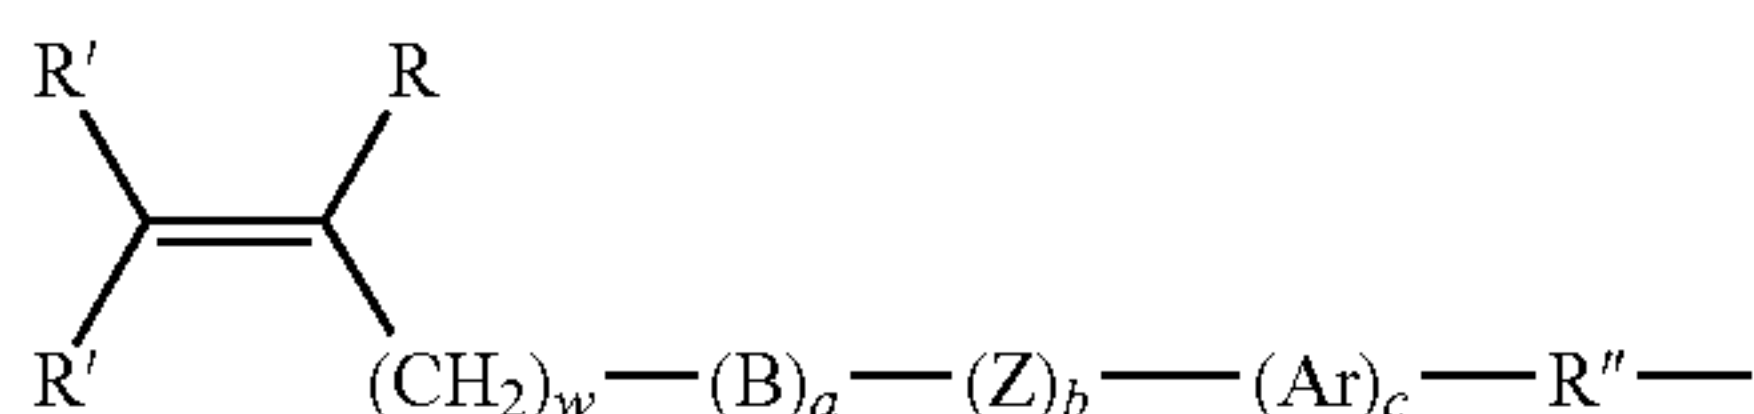 R' R
R' (CH₂)w—(B)a—(Z)b—(Ar)c—R"—